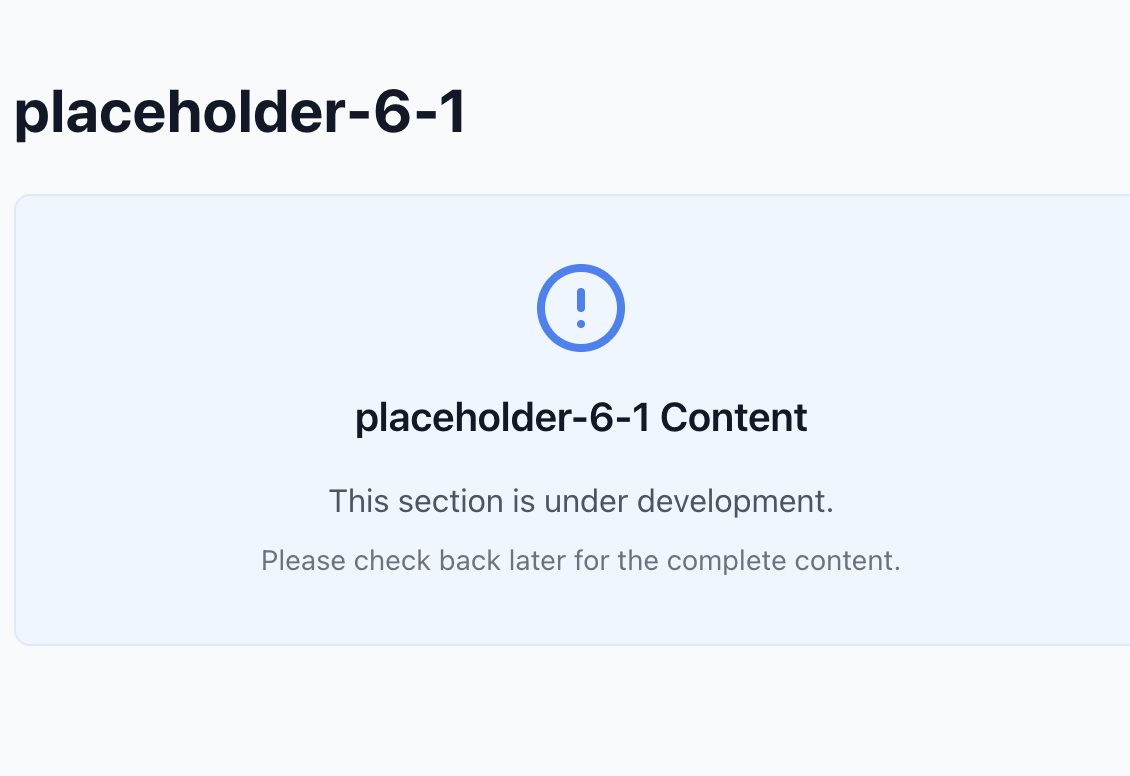 placeholder-6-1
placeholder-6-1 Content
This section is under development.
Please check back later for the complete content.